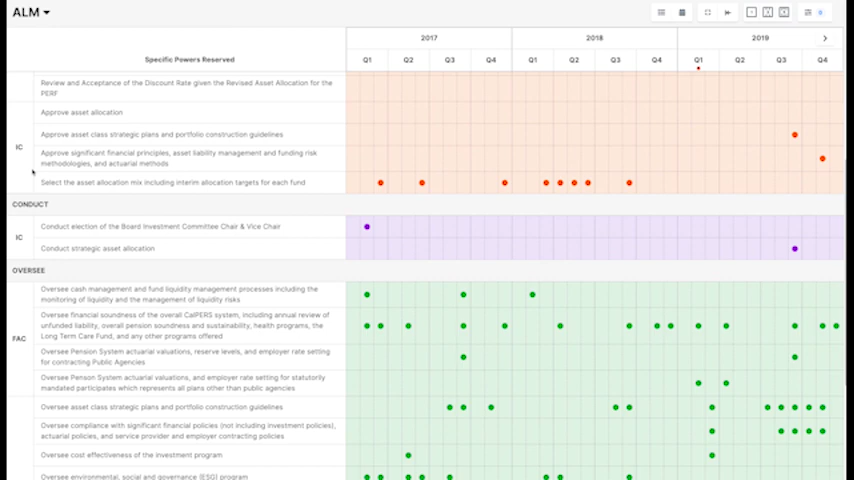 ALM
2017 2018 2019
Specific Powers Reserved Q1 Q2 Q3 Q4 Q1 Q2 Q3 Q4 Q1 Q2 Q3 Q4
Review and Acceptance of the Discount Rate given the Revised Asset Allocation for the
PERF
Approve asset allocation
Approve asset class strategic plans and portfolio construction guidelines
IC
Approve significant financial principles, asset liability management and funding risk
methodologies, and actuarial methods
Select the asset allocation mix including interim allocation targets for each fund
CONDUCT
IC
Conduct election of the Board Investment Committee Chair & Vice Chair
Conduct strategic asset allocation
OVERSEE
Oversee cash management and fund liquidity management processes including the
monitoring of liquidity and the management of liquidity risks
Oversee financial soundness of the overall CalPERS system, including annual review of
unfunded liability, overall pension soundness and sustainability, health programs, the
Long Term Care Fund, and any other programs offered
FAC
Oversee Pension System actuarial valuations, reserve levels, and employer rate setting
for contracting Public Agencies
Oversee Penson System actuarial valuations, and employer rate setting for statutorily
mandated participates which represents all plans other than public agencies
Oversee asset class strategic plans and portfolio construction guidelines
Oversee compliance with significant financial policies (not including investment policies),
actuarial policies, and service provider and employer contracting policies
Oversee cost effectiveness of the investment program
Oversee environmental, social and governance (ESG) program